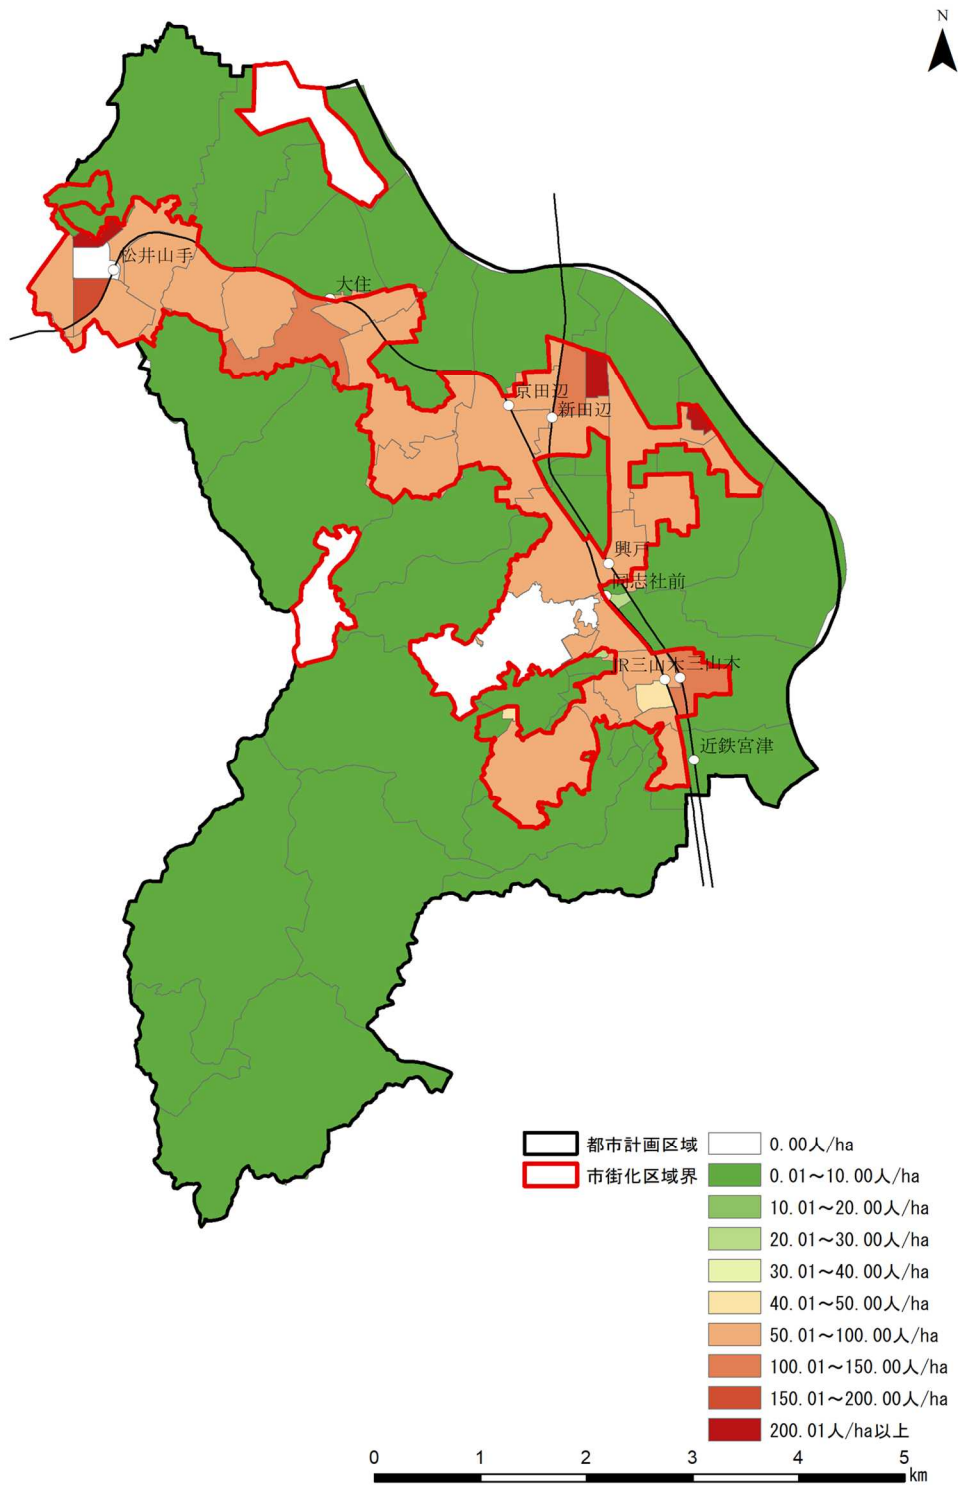 N
松井山手
大住
京田辺
新田辺
興戸
同志社前
R三山木
三山木
近鉄宮津
都市計画区域
市街化区域界
0.00人/ha
0.01～10.00人/ha
10.01～20.00人/ha
20.01～30.00人/ha
30.01～40.00人/ha
40.01～50.00人/ha
50.01～100.00人/ha
100.01～150.00人/ha
150.01～200.00人/ha
200.01人/ha以上
0 1 2 3 4 5
km